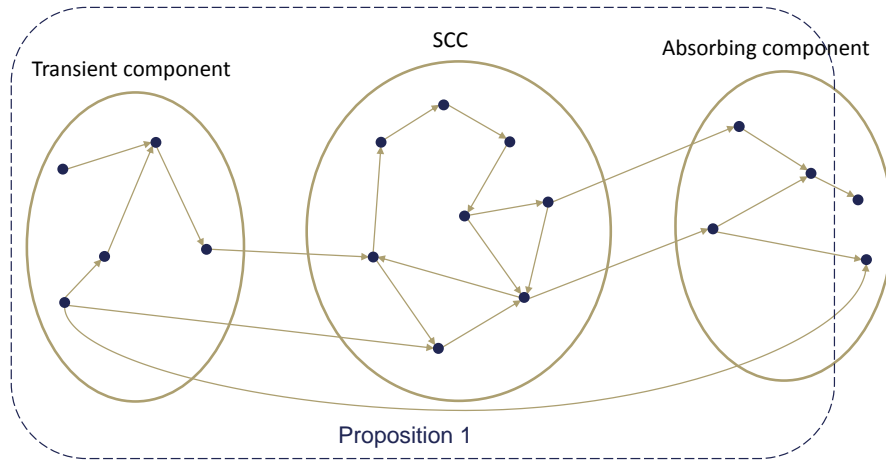 SCC
Transient component
Absorbing component
Proposition 1